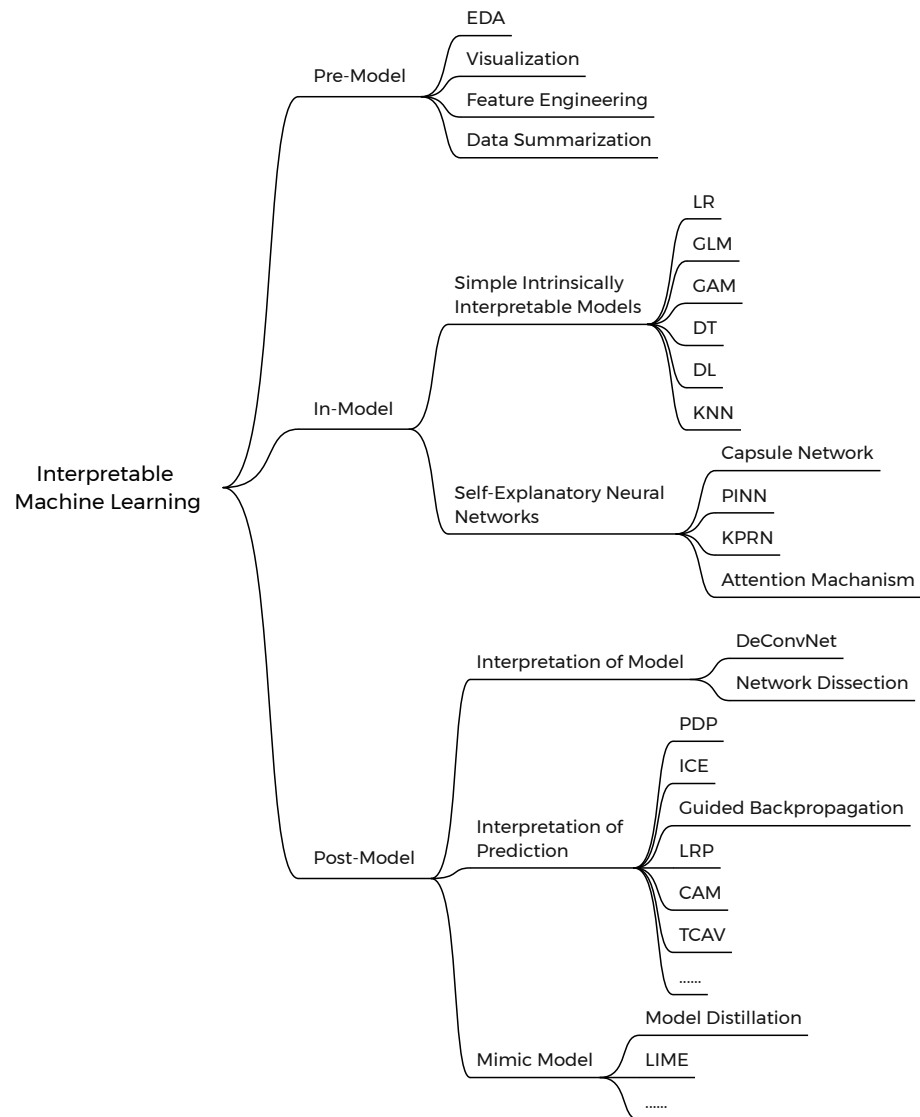 EDA
Visualization
Pre-Model
Feature Engineering
Data Summarization
LR
GLM
Simple Intrinsically
Interpretable Models
GAM
DT
DL
KNN
In-Model
Interpretable
Machine Learning
Capsule Network
Self-Explanatory Neural
Networks
PINN
KPRN
Attention Machanism
DeConvNet
Interpretation of Model
Network Dissection
PDP
ICE
Guided Backpropagation
Interpretation of
Prediction
LRP
CAM
TCAV
......
Post-Model
Model Distillation
Mimic Model
LIME
......